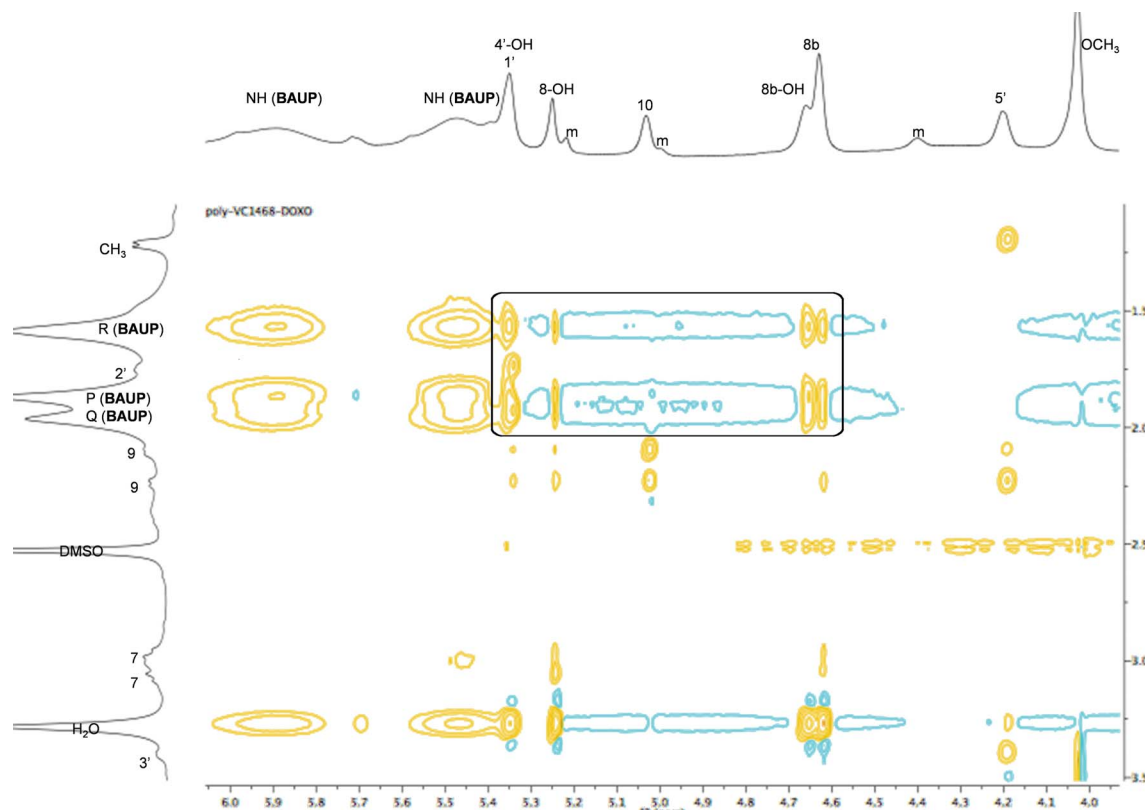 4'-OH
1'
8b
OCH₃
8-OH
NH (BAUP)
NH (BAUP)
8b-OH
10
5'
m
m
m
poly-VC1468-DOXO
CH₃
R (BAUP)
2'
P (BAUP)
Q (BAUP)
9
9
DMSO
7
7
H₂O
3'
1.5
2.0
2.5
3.0
3.5
6.0 5.9 5.8 5.7 5.6 5.5 5.4 5.3 5.2 5.1 5.0 4.9 4.8 4.7 4.6 4.5 4.4 4.3 4.2 4.1 4.0